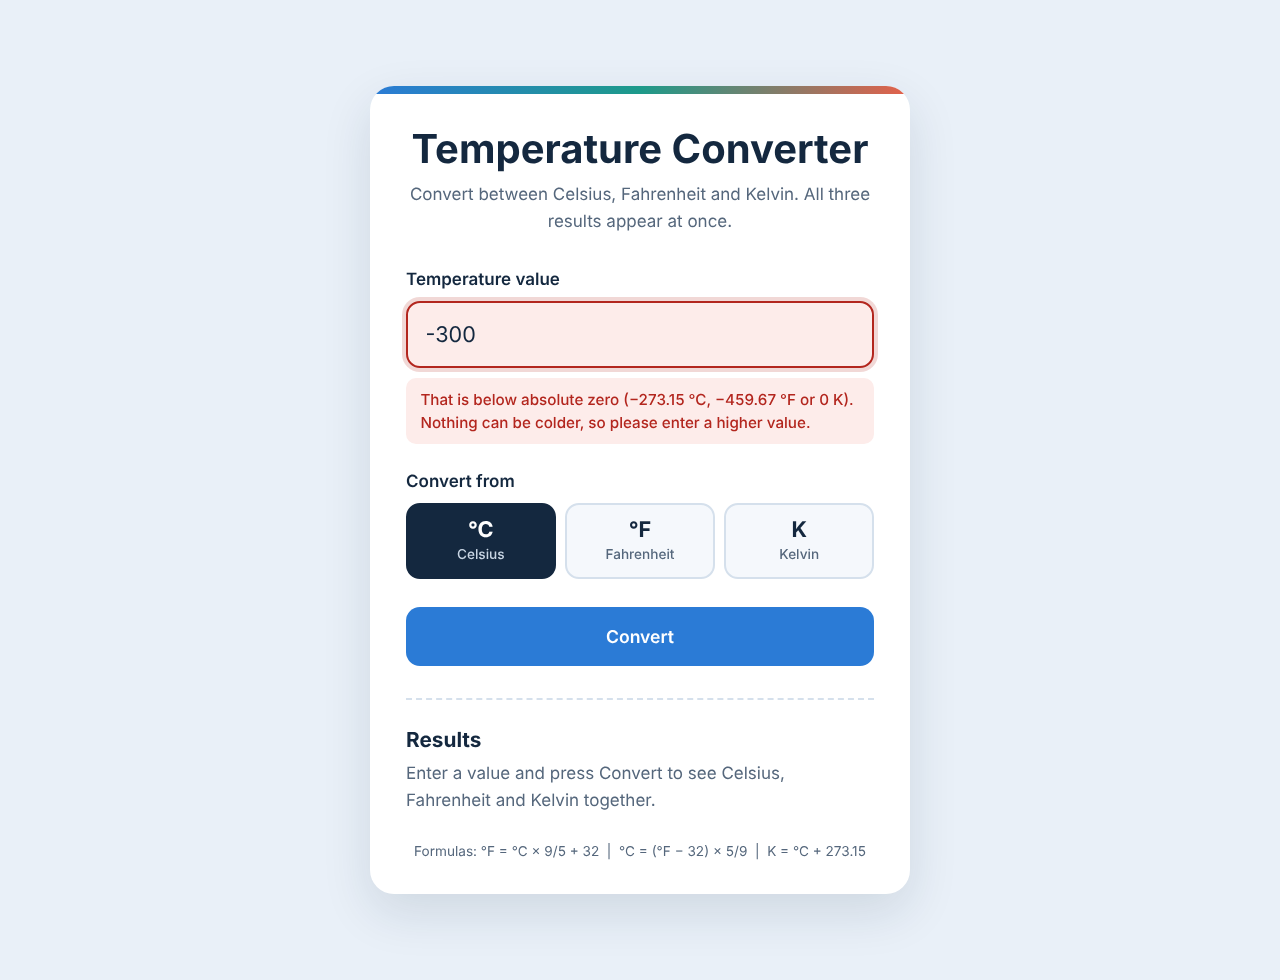 Temperature Converter
Convert between Celsius, Fahrenheit and Kelvin. All three
results appear at once.
Temperature value
-300
That is below absolute zero (−273.15 °C, −459.67 °F or 0 K).
Nothing can be colder, so please enter a higher value.
Convert from
°C
Celsius
°F
Fahrenheit
K
Kelvin
Convert
Results
Enter a value and press Convert to see Celsius,
Fahrenheit and Kelvin together.
Formulas: °F = °C × 9/5 + 32 | °C = (°F − 32) × 5/9 | K = °C + 273.15